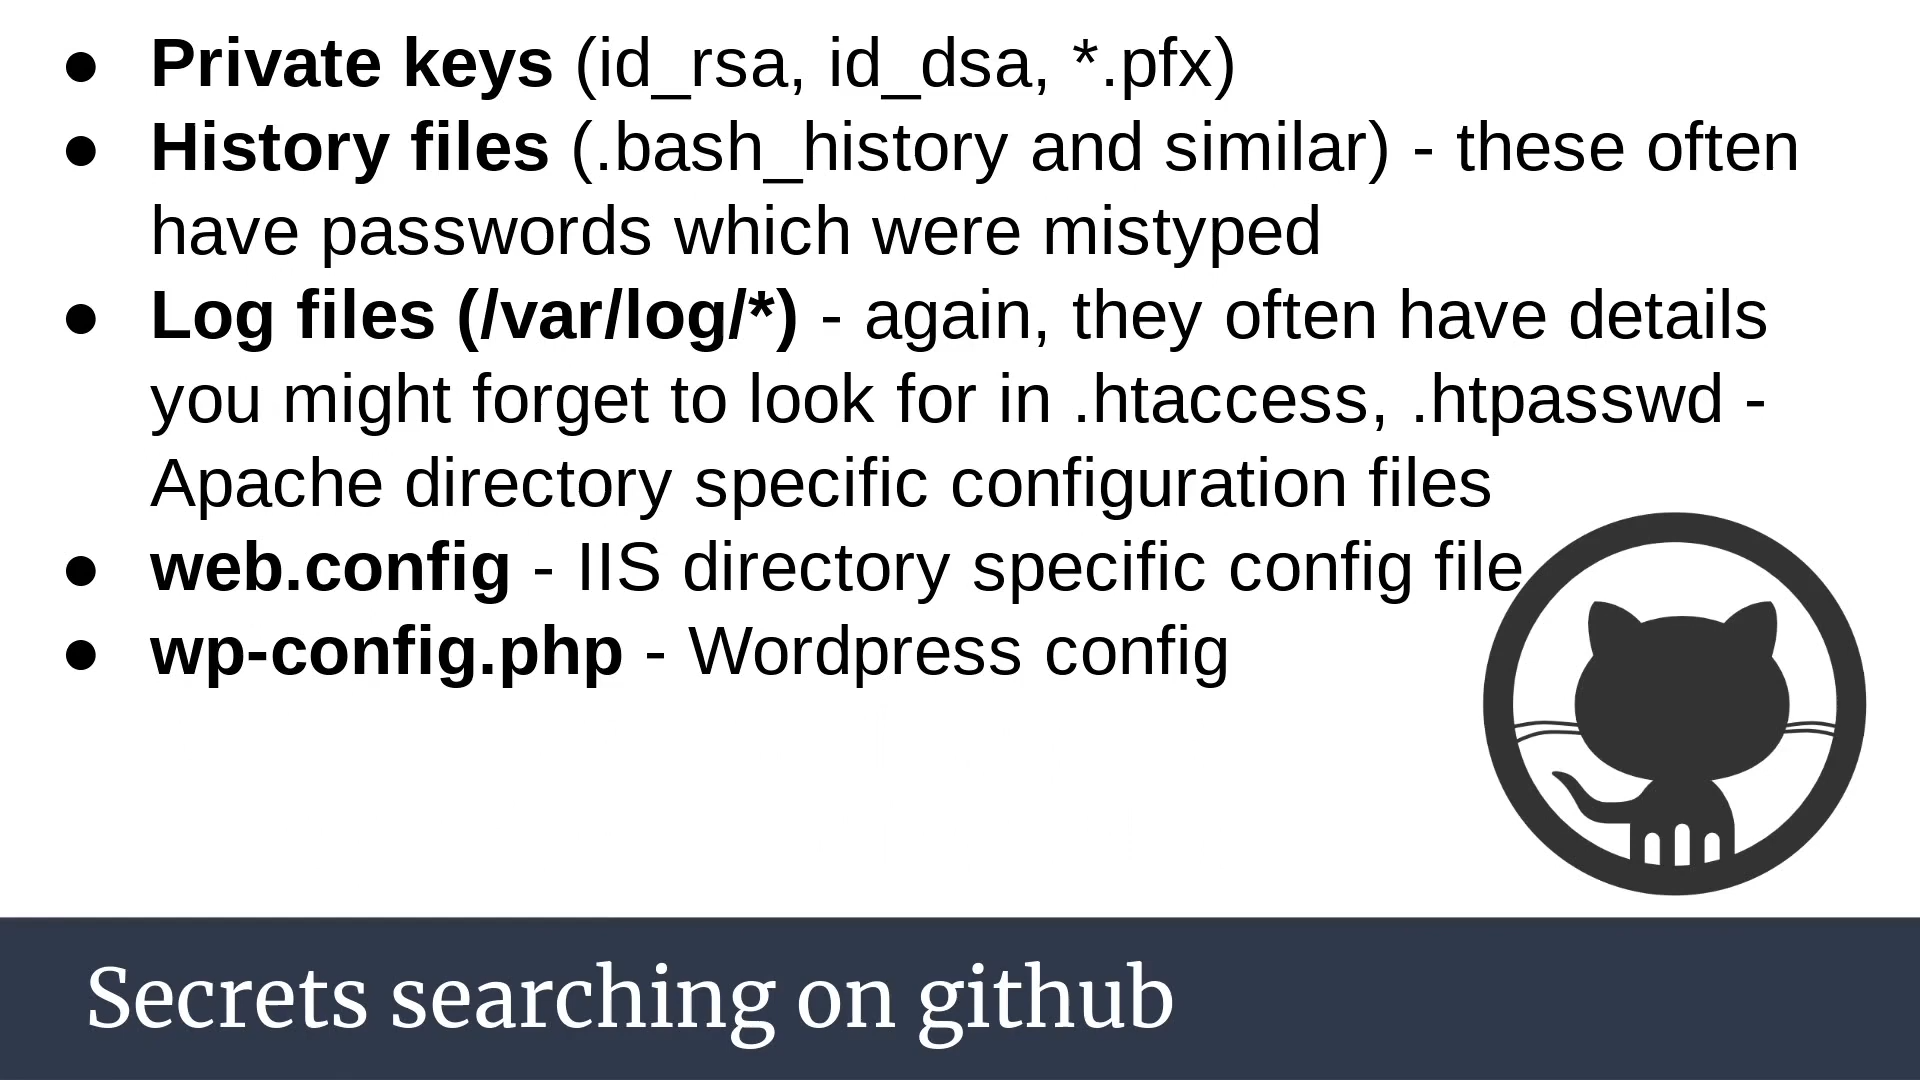 ● Private keys (id_rsa, id_dsa, *.pfx)
● History files (.bash_history and similar) - these often
have passwords which were mistyped
● Log files (/var/log/*) - again, they often have details
you might forget to look for in .htaccess, .htpasswd -
Apache directory specific configuration files
● web.config - IIS directory specific config file
● wp-config.php - Wordpress config
Secrets searching on github